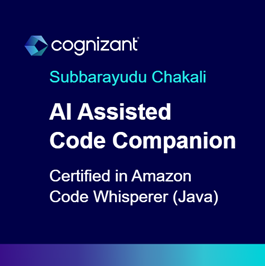 cognizant
Subbarayudu Chakali
AI Assisted
Code Companion
Certified in Amazon
Code Whisperer (Java)